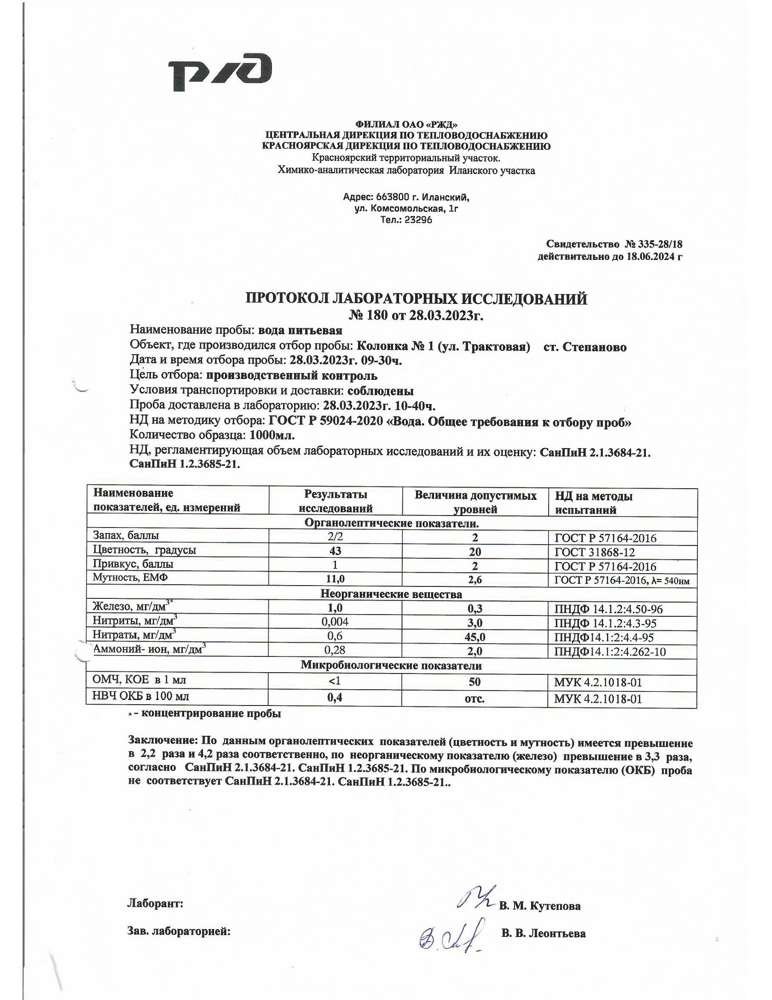 РЖД
ФИЛИАЛ ОАО «РЖД»
ЦЕНТРАЛЬНАЯ ДИРЕКЦИЯ ПО ТЕПЛОВОДОСНАБЖЕНИЮ
КРАСНОЯРСКАЯ ДИРЕКЦИЯ ПО ТЕПЛОВОДОСНАБЖЕНИЮ
Красноярский территориальный участок.
Химико-аналитическая лаборатория Иланского участка
Адрес: 663800 г. Иланский,
ул. Комсомольская, 1г
Тел.: 23296
Свидетельство № 335-28/18
действительно до 18.06.2024 г
ПРОТОКОЛ ЛАБОРАТОРНЫХ ИССЛЕДОВАНИЙ
№ 180 от 28.03.2023г.
Наименование пробы: вода питьевая
Объект, где производился отбор пробы: Колонка № 1 (ул. Трактовая) ст. Степаново
Дата и время отбора пробы: 28.03.2023г. 09-30ч.
Цель отбора: производственный контроль
Условия транспортировки и доставки: соблюдены
Проба доставлена в лабораторию: 28.03.2023г. 10-40ч.
НД на методику отбора: ГОСТ Р 59024-2020 «Вода. Общее требования к отбору проб»
Количество образца: 1000мл.
НД, регламентирующая объем лабораторных исследований и их оценку: СанПиН 2.1.3684-21.
СанПиН 1.2.3685-21.
Наименование показателей, ед. измерений Результаты исследований Величина допустимых уровней НД на методы испытаний
Органолептические показатели.
Запах, баллы 2/2 2 ГОСТ Р 57164-2016
Цветность, градусы 43 20 ГОСТ 31868-12
Привкус, баллы 1 2 ГОСТ Р 57164-2016
Мутность, ЕМФ 11,0 2,6 ГОСТ Р 57164-2016, λ= 540нм
Неорганические вещества
Железо, мг/дм³* 1,0 0,3 ПНДФ 14.1.2:4.50-96
Нитриты, мг/дм³ 0,004 3,0 ПНДФ 14.1.2:4.3-95
Нитраты, мг/дм³ 0,6 45,0 ПНДФ14.1:2:4.4-95
Аммоний- ион, мг/дм³ 0,28 2,0 ПНДФ14.1:2:4.262-10
Микробиологические показатели
ОМЧ, КОЕ в 1 мл <1 50 МУК 4.2.1018-01
НВЧ ОКБ в 100 мл 0,4 отс. МУК 4.2.1018-01
* - концентрирование пробы
Заключение: По данным органолептических показателей (цветность и мутность) имеется превышение
в 2,2 раза и 4,2 раза соответственно, по неорганическому показателю (железо) превышение в 3,3 раза,
согласно СанПиН 2.1.3684-21. СанПиН 1.2.3685-21. По микробиологическому показателю (ОКБ) проба
не соответствует СанПиН 2.1.3684-21. СанПиН 1.2.3685-21..
Лаборант: В. М. Кутепова
Зав. лабораторией: В. В. Леонтьева